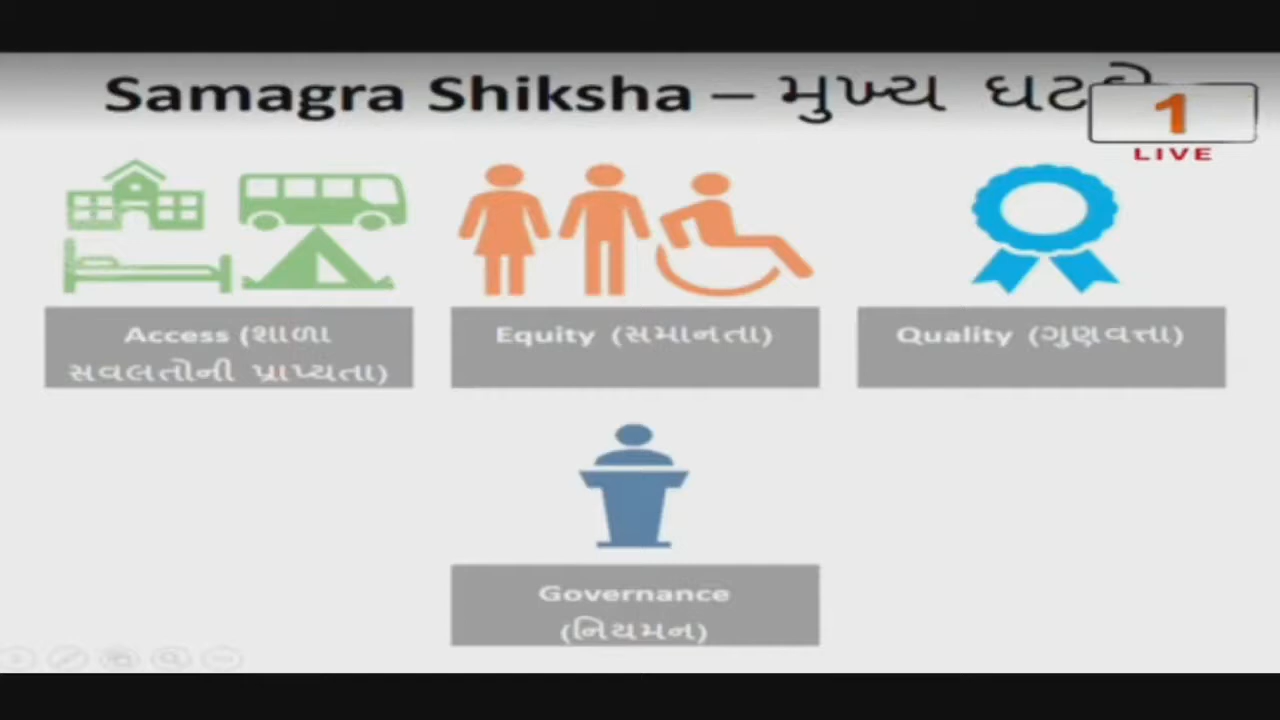 Samagra Shiksha – મુખ્ય
1
LIVE
Access (શાળા
સવલતોની પ્રાપ્યતા)
Equity (સમાનતા)
Quality (ગુણવત્તા)
Governance
(નિયમન)